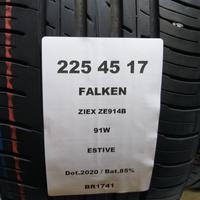 225 45 17
FALKEN
ZIEX ZE914B
91W
ESTIVE
Dot.2020 / Bat.85%
BR1741